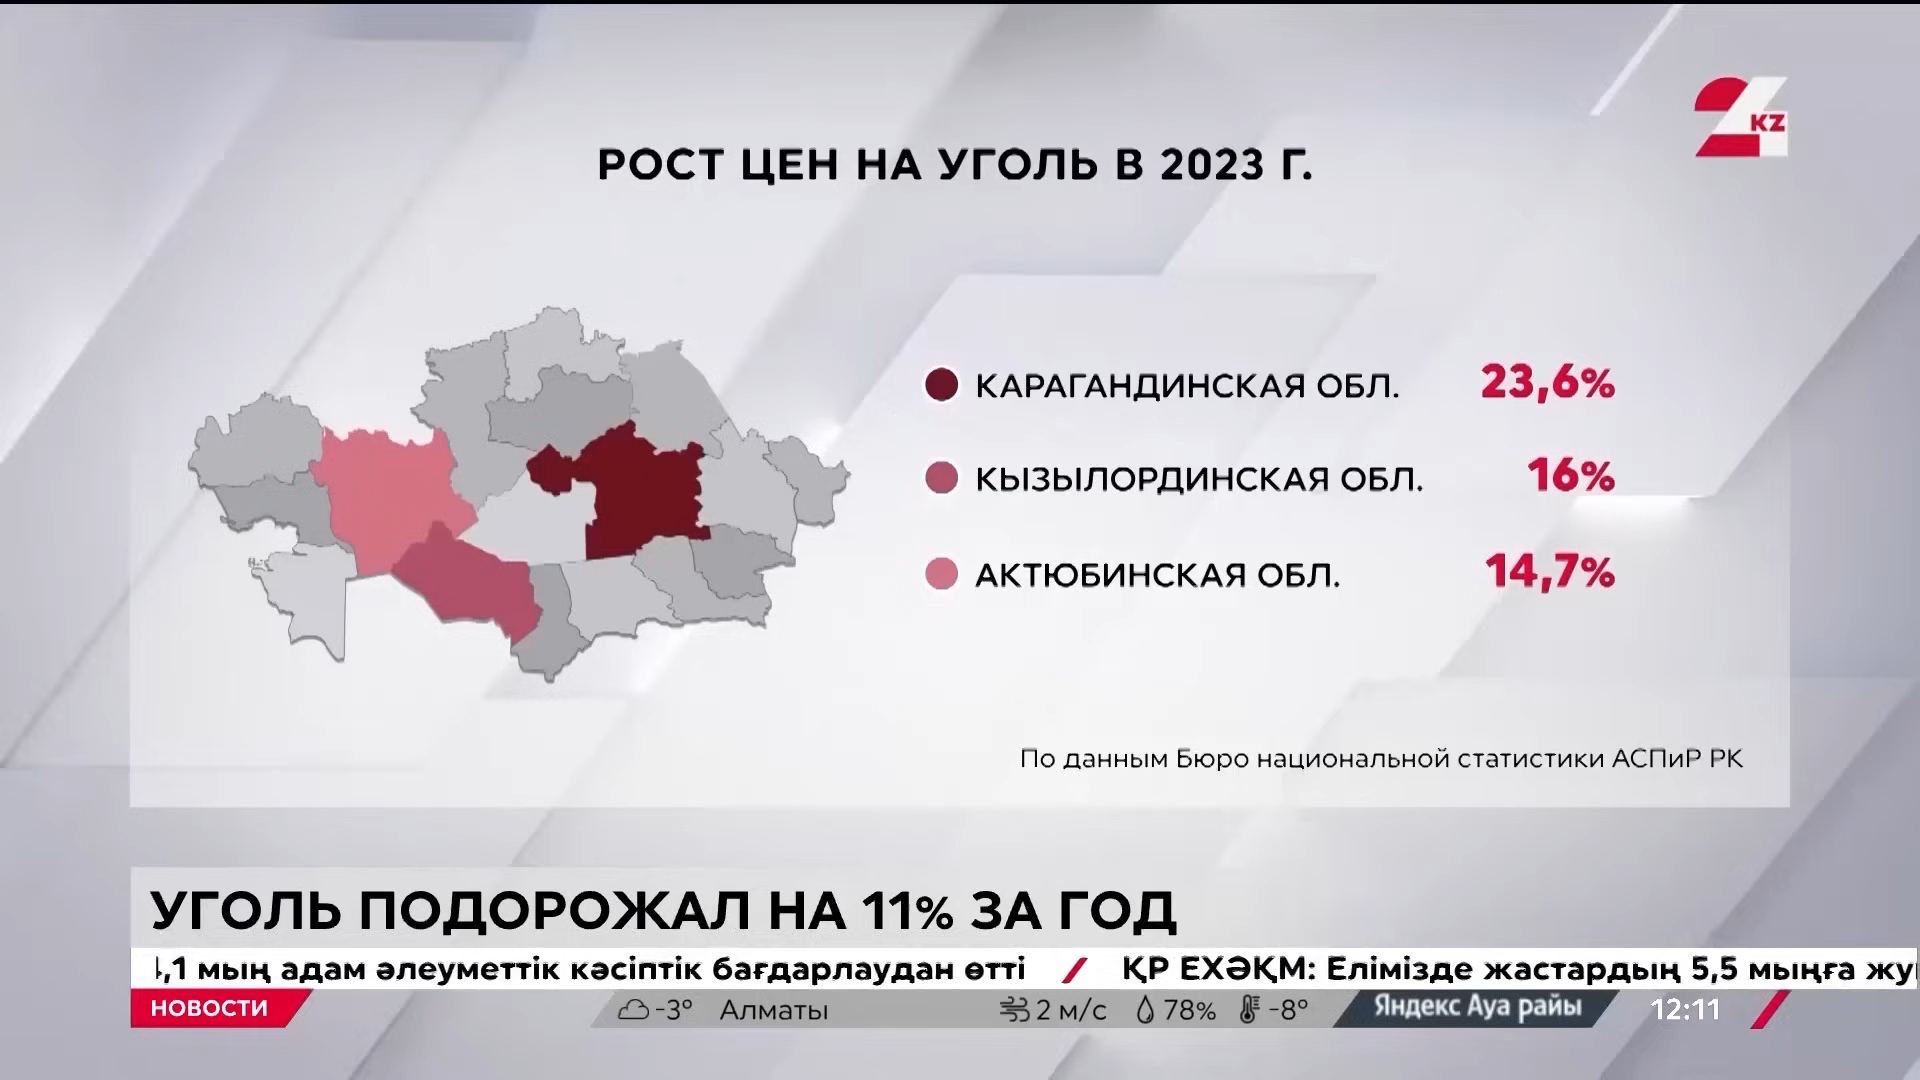 24KZ
РОСТ ЦЕН НА УГОЛЬ В 2023 Г.
КАРАГАНДИНСКАЯ ОБЛ. 23,6%
КЫЗЫЛОРДИНСКАЯ ОБЛ. 16%
АКТЮБИНСКАЯ ОБЛ. 14,7%
По данным Бюро национальной статистики АСПиР РК
УГОЛЬ ПОДОРОЖАЛ НА 11% ЗА ГОД
,1 мың адам әлеуметтік кәсіптік бағдарлаудан өтті / ҚР ЕХӘҚМ: Елімізде жастардың 5,5 мыңға
НОВОСТИ -3° Алматы 2 м/с 78% -8° Яндекс Ауа райы 12:11